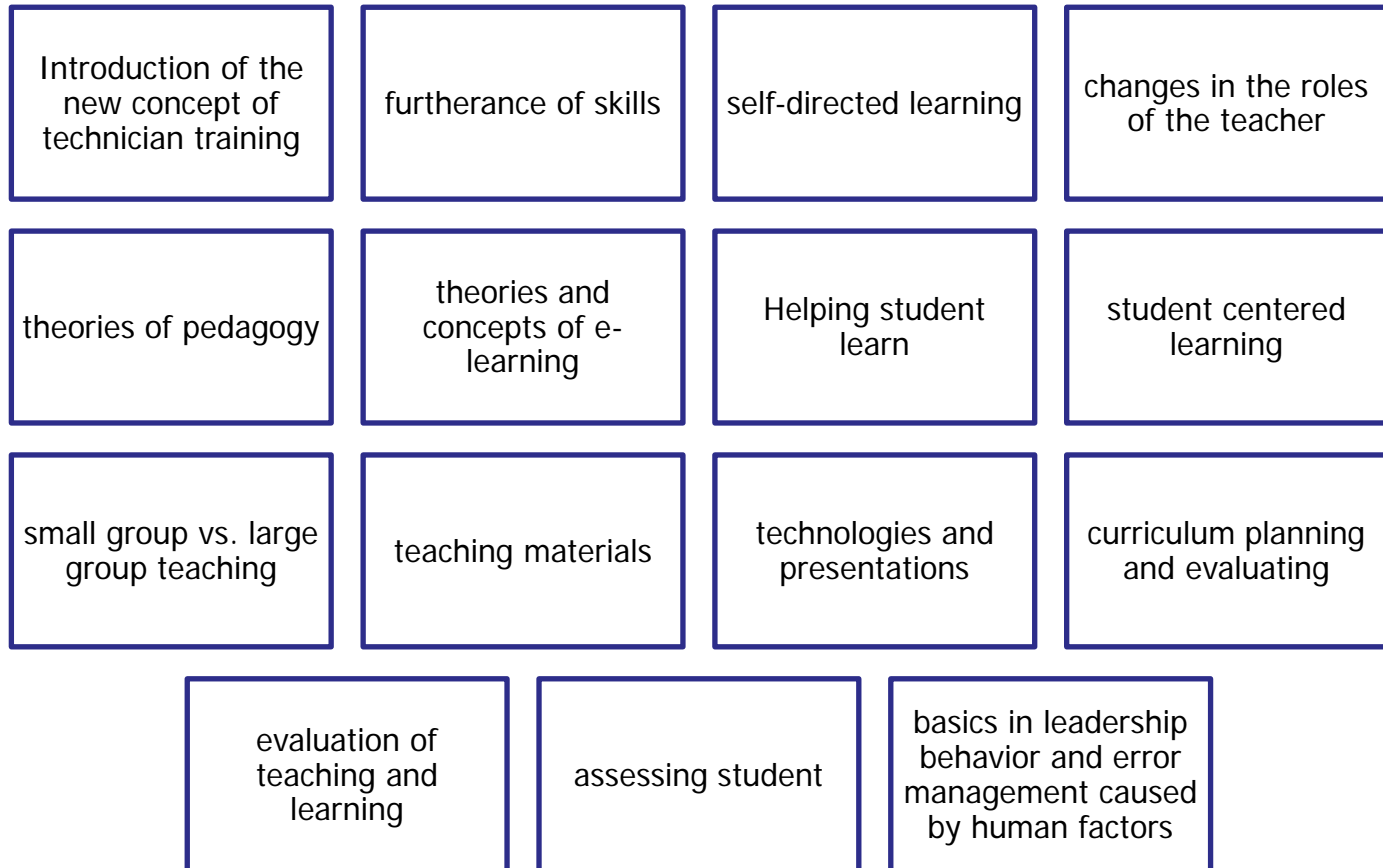 Introduction of the
new concept of
technician training
furtherance of skills
self-directed learning
changes in the roles
of the teacher
theories of pedagogy
theories and
concepts of e-
learning
Helping student
learn
student centered
learning
small group vs. large
group teaching
teaching materials
technologies and
presentations
curriculum planning
and evaluating
evaluation of
teaching and
learning
assessing student
basics in leadership
behavior and error
management caused
by human factors